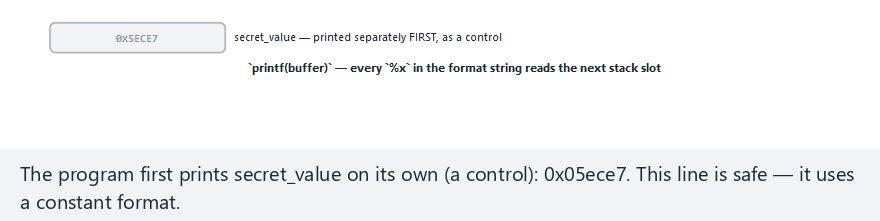 0x5ECE7
secret_value — printed separately FIRST, as a control
`printf(buffer)` — every `%x` in the format string reads the next stack slot
The program first prints secret_value on its own (a control): 0x05ece7. This line is safe — it uses
a constant format.